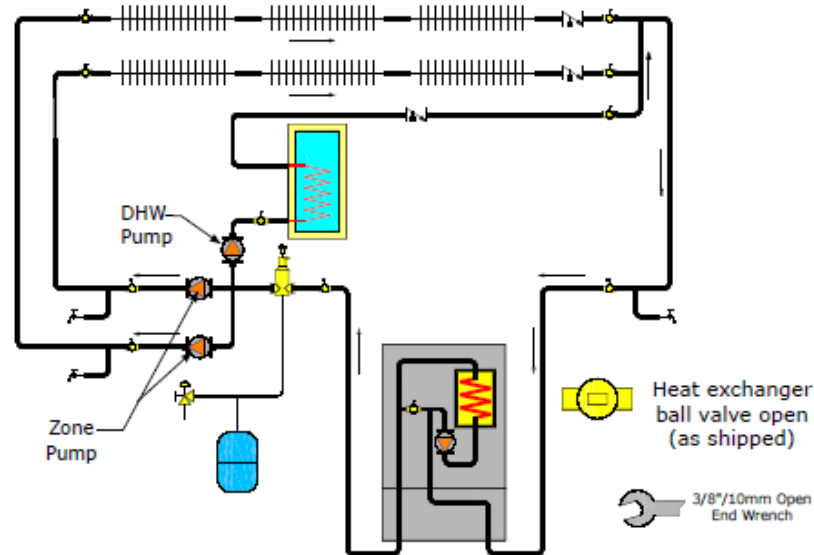 DHW
Pump
Zone
Pump
Heat exchanger
ball valve open
(as shipped)
3/8"/10mm Open
End Wrench